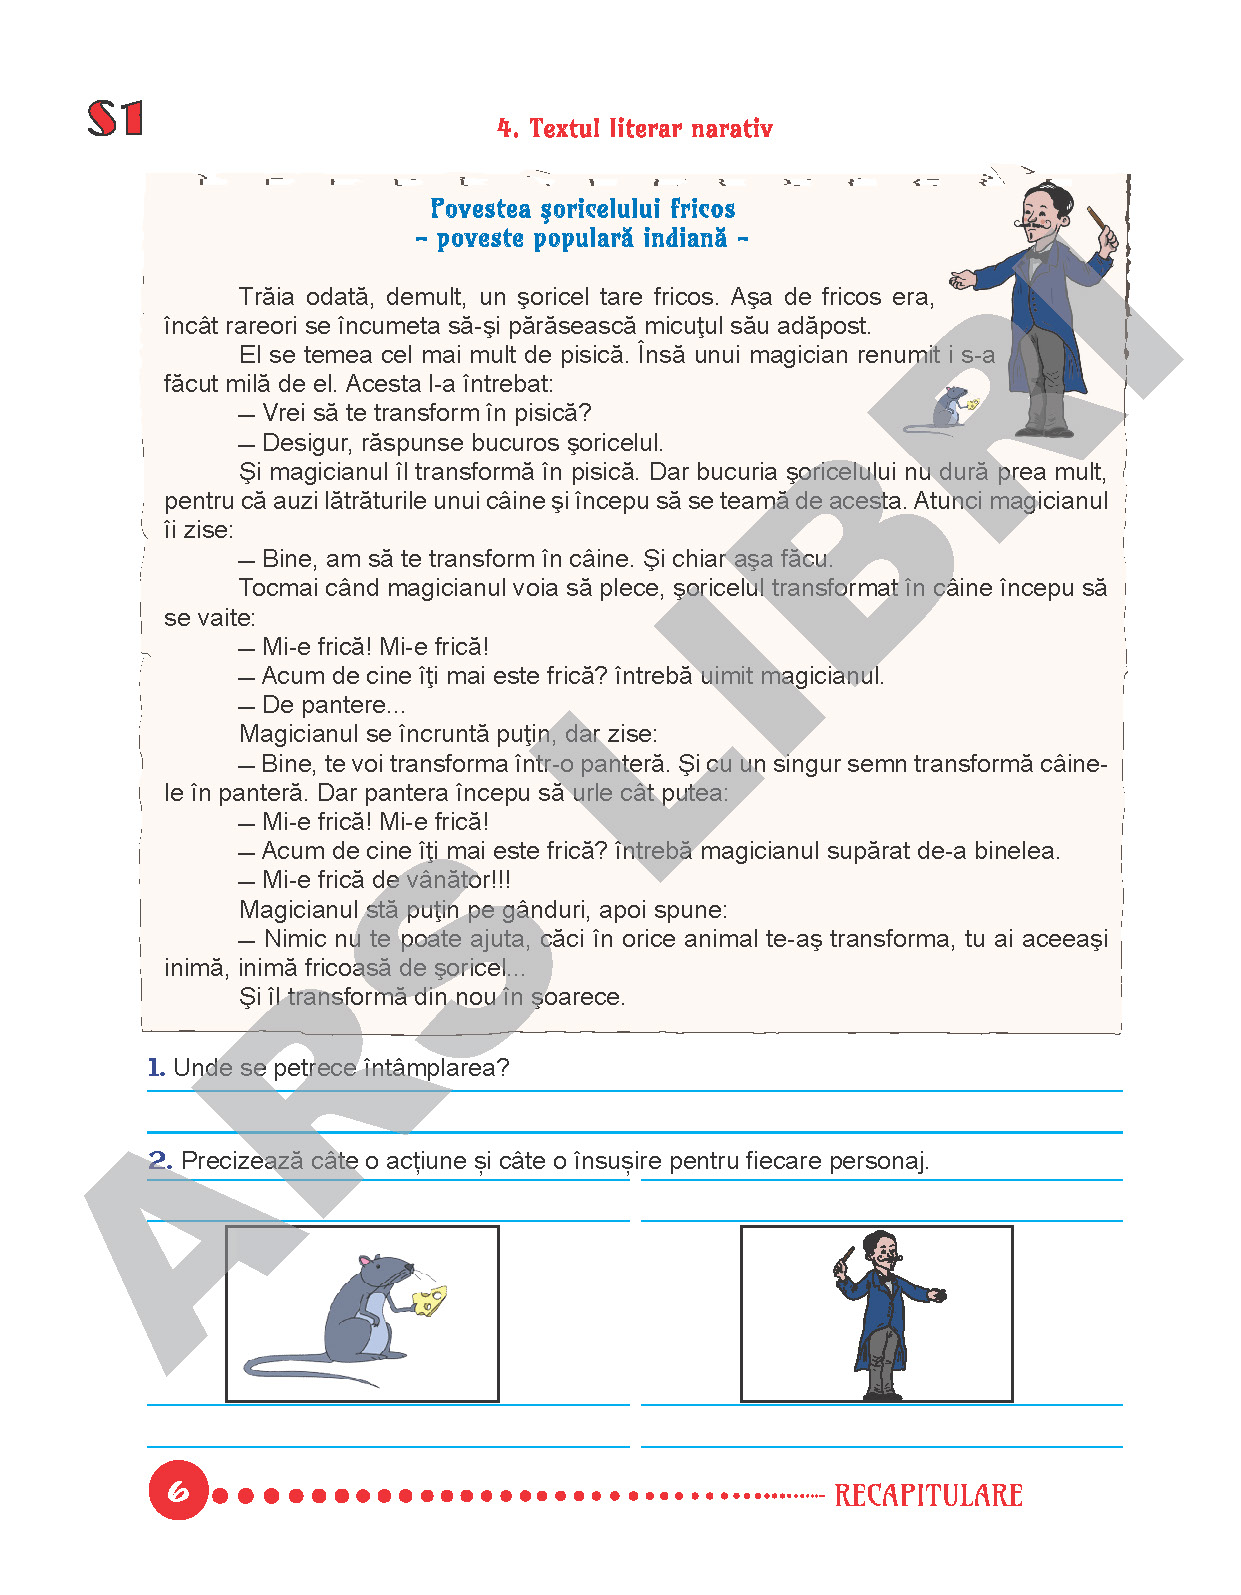 S1
4. Textul literar narativ
Povestea şoricelului fricos
- poveste populară indiană -
Trăia odată, demult, un şoricel tare fricos. Aşa de fricos era,
încât rareori se încumeta să-şi părăsească micuţul său adăpost.
El se temea cel mai mult de pisică. Însă unui magician renumit i s-a
făcut milă de el. Acesta l-a întrebat:
— Vrei să te transform în pisică?
— Desigur, răspunse bucuros şoricelul.
Şi magicianul îl transformă în pisică. Dar bucuria şoricelului nu dură prea mult,
pentru că auzi lătrăturile unui câine şi începu să se teamă de acesta. Atunci magicianul
îi zise:
— Bine, am să te transform în câine. Şi chiar aşa făcu.
Tocmai când magicianul voia să plece, şoricelul transformat în câine începu să
se vaite:
— Mi-e frică! Mi-e frică!
— Acum de cine îţi mai este frică? întrebă uimit magicianul.
— De pantere...
Magicianul se încruntă puţin, dar zise:
— Bine, te voi transforma într-o panteră. Şi cu un singur semn transformă câine-
le în panteră. Dar pantera începu să urle cât putea:
— Mi-e frică! Mi-e frică!
— Acum de cine îţi mai este frică? întrebă magicianul supărat de-a binelea.
— Mi-e frică de vânător!!!
Magicianul stă puţin pe gânduri, apoi spune:
— Nimic nu te poate ajuta, căci în orice animal te-aş transforma, tu ai aceeaşi
inimă, inimă fricoasă de şoricel...
Şi îl transformă din nou în şoarece.
1. Unde se petrece întâmplarea?
2. Precizează câte o acțiune și câte o însușire pentru fiecare personaj.
6
RECAPITULARE
ARS LIBRI